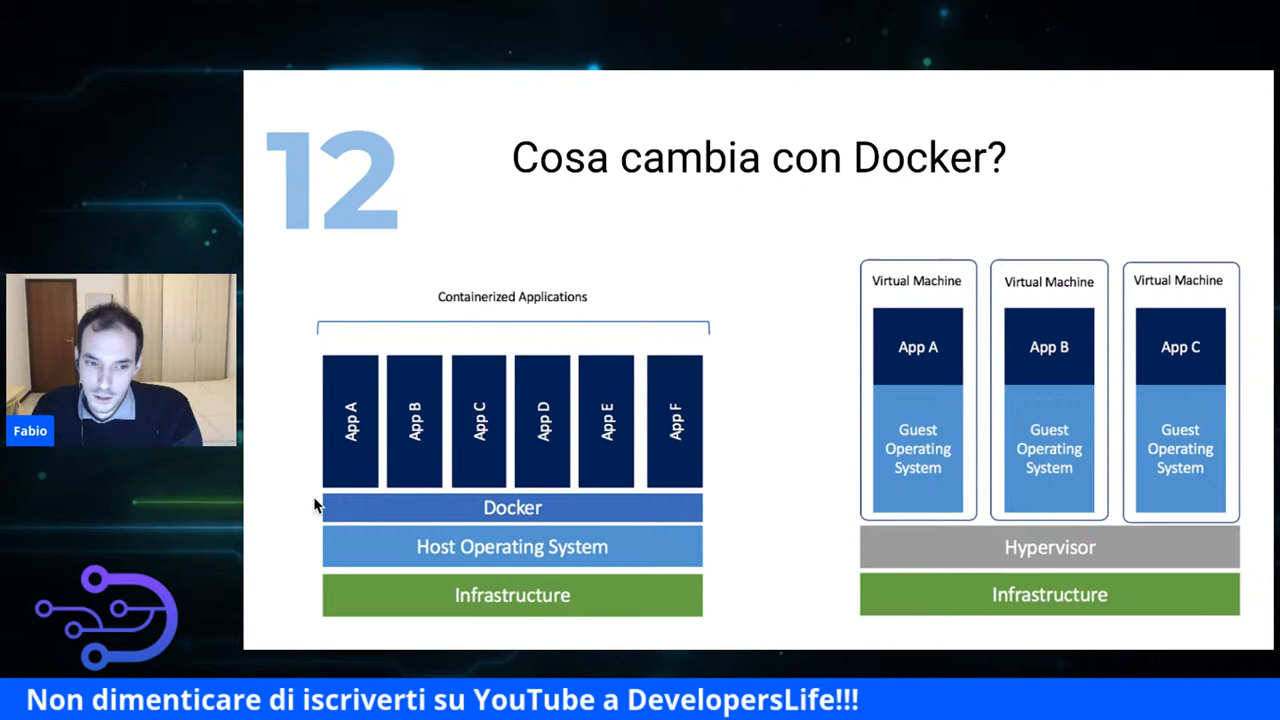 12
Cosa cambia con Docker?
Containerized Applications
App A
App B
App C
App D
App E
App F
Docker
Host Operating System
Infrastructure
Virtual Machine
App A
Guest
Operating
System
Virtual Machine
App B
Guest
Operating
System
Virtual Machine
App C
Guest
Operating
System
Hypervisor
Infrastructure
Fabio
Non dimenticare di iscriverti su YouTube a DevelopersLife!!!